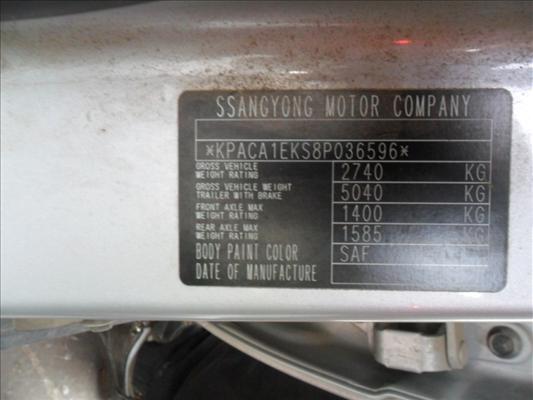 SSANGYONG MOTOR COMPANY
*KPACA1EKS8P036596*
GROSS VEHICLE WEIGHT RATING 2740 KG
GROSS VEHICLE WEIGHT TRAILER WITH BRAKE 5040 KG
FRONT AXLE MAX WEIGHT RATING 1400 KG
REAR AXLE MAX WEIGHT RATING 1585 KG
BODY PAINT COLOR SAF
DATE OF MANUFACTURE